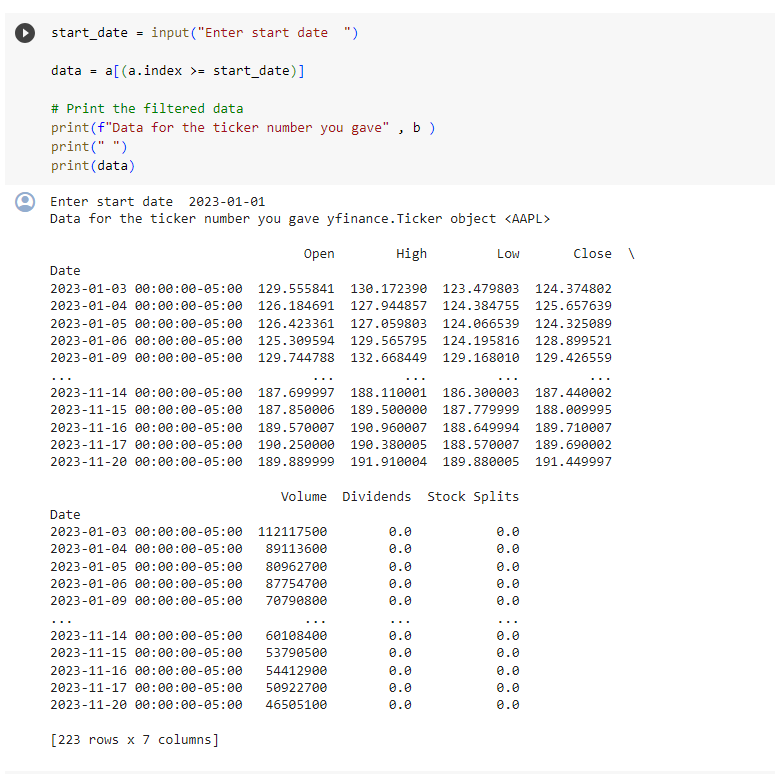 start_date = input("Enter start date  ")
data = a[(a.index >= start_date)]
# Print the filtered data
print(f"Data for the ticker number you gave" , b )
print(" ")
print(data)
Enter start date  2023-01-01
Data for the ticker number you gave yfinance.Ticker object <AAPL>
Open High Low Close \
Date
2023-01-03 00:00:00-05:00 129.555841 130.172390 123.479803 124.374802
2023-01-04 00:00:00-05:00 126.184691 127.944857 124.384755 125.657639
2023-01-05 00:00:00-05:00 126.423361 127.059803 124.066539 124.325089
2023-01-06 00:00:00-05:00 125.309594 129.565795 124.195816 128.899521
2023-01-09 00:00:00-05:00 129.744788 132.668449 129.168010 129.426559
... ... ... ... ...
2023-11-14 00:00:00-05:00 187.699997 188.110001 186.300003 187.440002
2023-11-15 00:00:00-05:00 187.850006 189.500000 187.779999 188.009995
2023-11-16 00:00:00-05:00 189.570007 190.960007 188.649994 189.710007
2023-11-17 00:00:00-05:00 190.250000 190.380005 188.570007 189.690002
2023-11-20 00:00:00-05:00 189.889999 191.910004 189.880005 191.449997
Volume Dividends Stock Splits
Date
2023-01-03 00:00:00-05:00 112117500 0.0 0.0
2023-01-04 00:00:00-05:00 89113600 0.0 0.0
2023-01-05 00:00:00-05:00 80962700 0.0 0.0
2023-01-06 00:00:00-05:00 87754700 0.0 0.0
2023-01-09 00:00:00-05:00 70790800 0.0 0.0
... ... ... ...
2023-11-14 00:00:00-05:00 60108400 0.0 0.0
2023-11-15 00:00:00-05:00 53790500 0.0 0.0
2023-11-16 00:00:00-05:00 54412900 0.0 0.0
2023-11-17 00:00:00-05:00 50922700 0.0 0.0
2023-11-20 00:00:00-05:00 46505100 0.0 0.0
[223 rows x 7 columns]